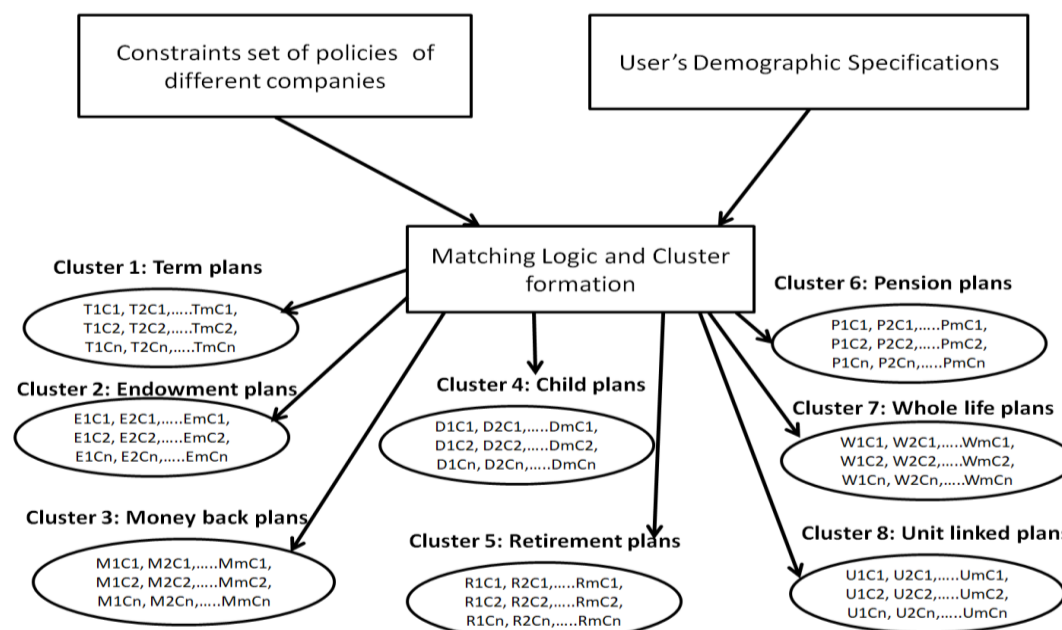 Constraints set of policies of
different companies
User's Demographic Specifications
Matching Logic and Cluster
formation
Cluster 1: Term plans
T1C1, T2C1,.....TmC1,
T1C2, T2C2,.....TmC2,
T1Cn, T2Cn,.....TmCn
Cluster 2: Endowment plans
E1C1, E2C1,.....EmC1,
E1C2, E2C2,.....EmC2,
E1Cn, E2Cn,.....EmCn
Cluster 3: Money back plans
M1C1, M2C1,.....MmC1,
M1C2, M2C2,.....MmC2,
M1Cn, M2Cn,.....MmCn
Cluster 4: Child plans
D1C1, D2C1,.....DmC1,
D1C2, D2C2,.....DmC2,
D1Cn, D2Cn,.....DmCn
Cluster 5: Retirement plans
R1C1, R2C1,.....RmC1,
R1C2, R2C2,.....RmC2,
R1Cn, R2Cn,.....RmCn
Cluster 6: Pension plans
P1C1, P2C1,.....PmC1,
P1C2, P2C2,.....PmC2,
P1Cn, P2Cn,.....PmCn
Cluster 7: Whole life plans
W1C1, W2C1,.....WmC1,
W1C2, W2C2,.....WmC2,
W1Cn, W2Cn,.....WmCn
Cluster 8: Unit linked plans
U1C1, U2C1,.....UmC1,
U1C2, U2C2,.....UmC2,
U1Cn, U2Cn,.....UmCn